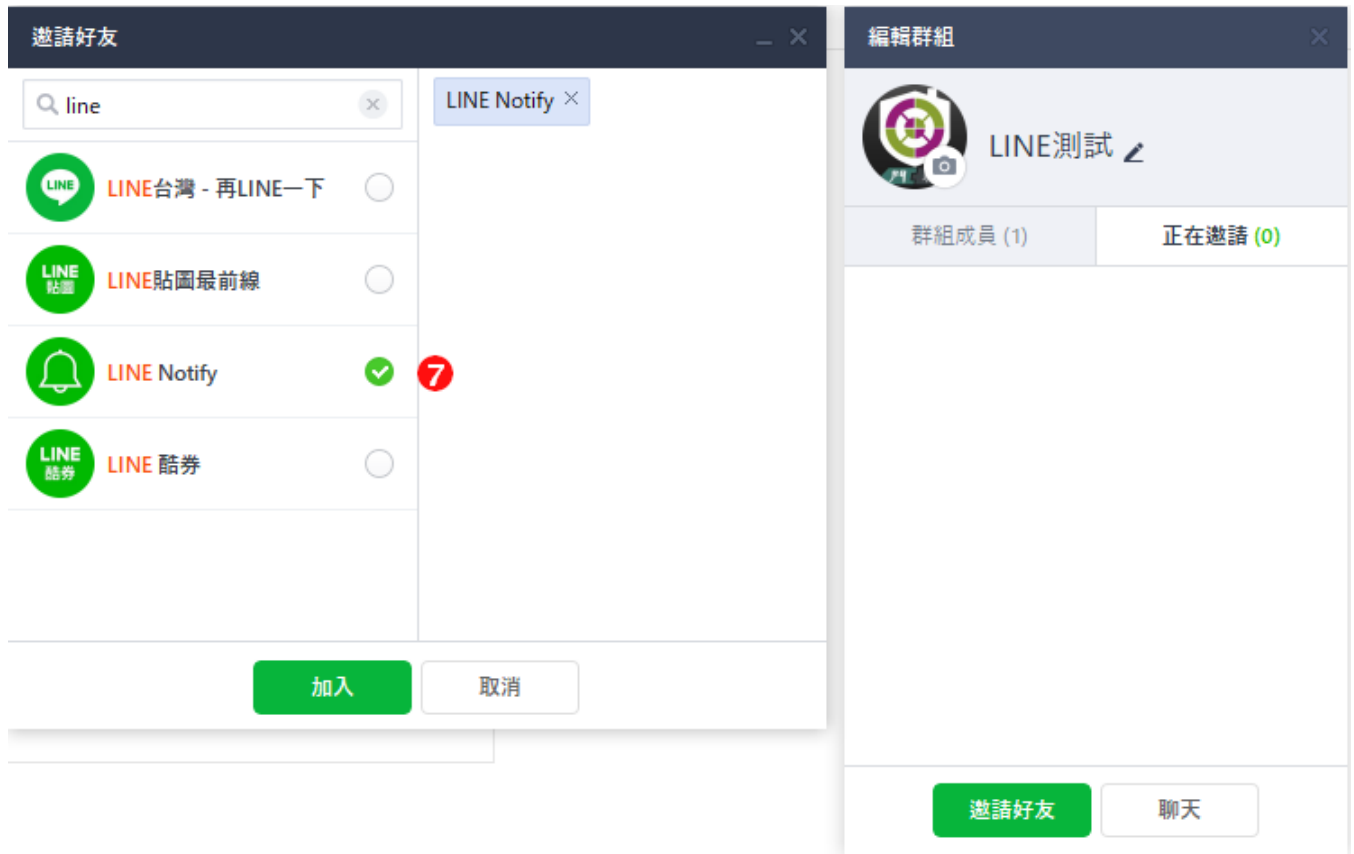 邀請好友
line
LINE Notify
LINE
LINE台灣 - 再LINE一下
LINE
貼圖
LINE貼圖最前線
LINE Notify
7
LINE
酷券
LINE 酷券
加入
取消
編輯群組
LINE測試
群組成員 (1)
正在邀請 (0)
邀請好友
聊天